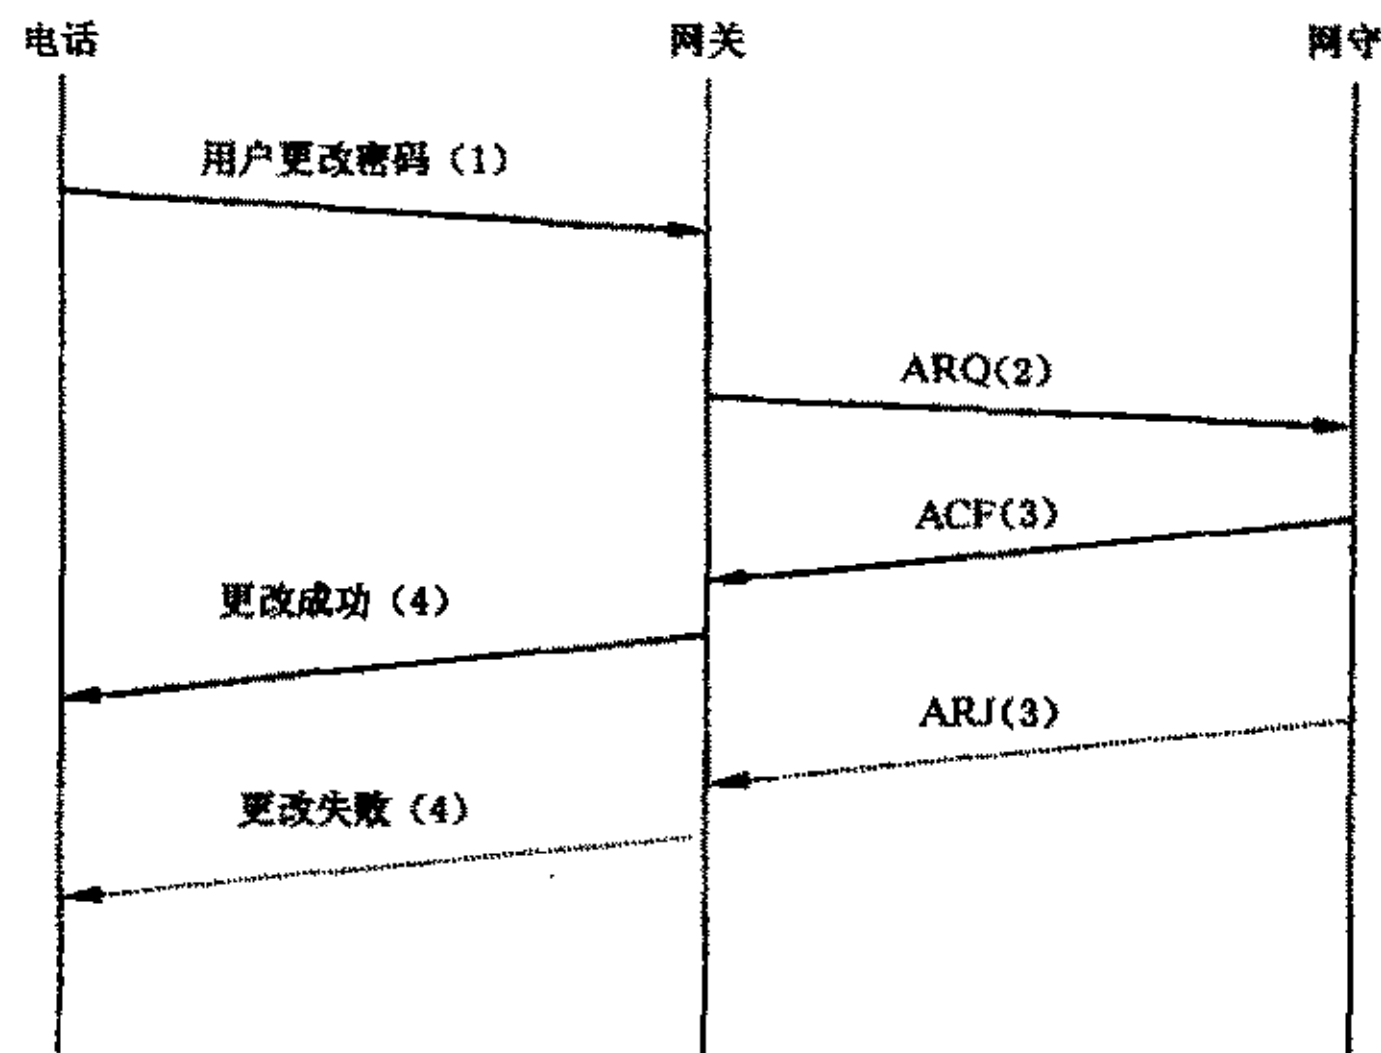 电话 网关 网守
用户更改密码（1）
ARQ(2)
ACF(3)
更改成功（4）
ARJ(3)
更改失败（4）